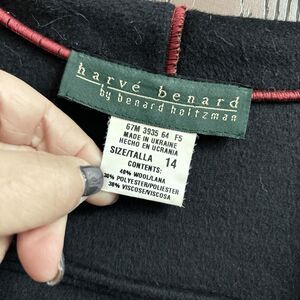 harvé benard
by benard holtzman
67M 3935 64 F5
MADE IN UKRAINE
HECHO EN UCRANIA
SIZE/TALLA 14
CONTENTS:
40% WOOL/LANA
30% POLYESTER/POLIESTER
30% VISCOSE/VISCOSA